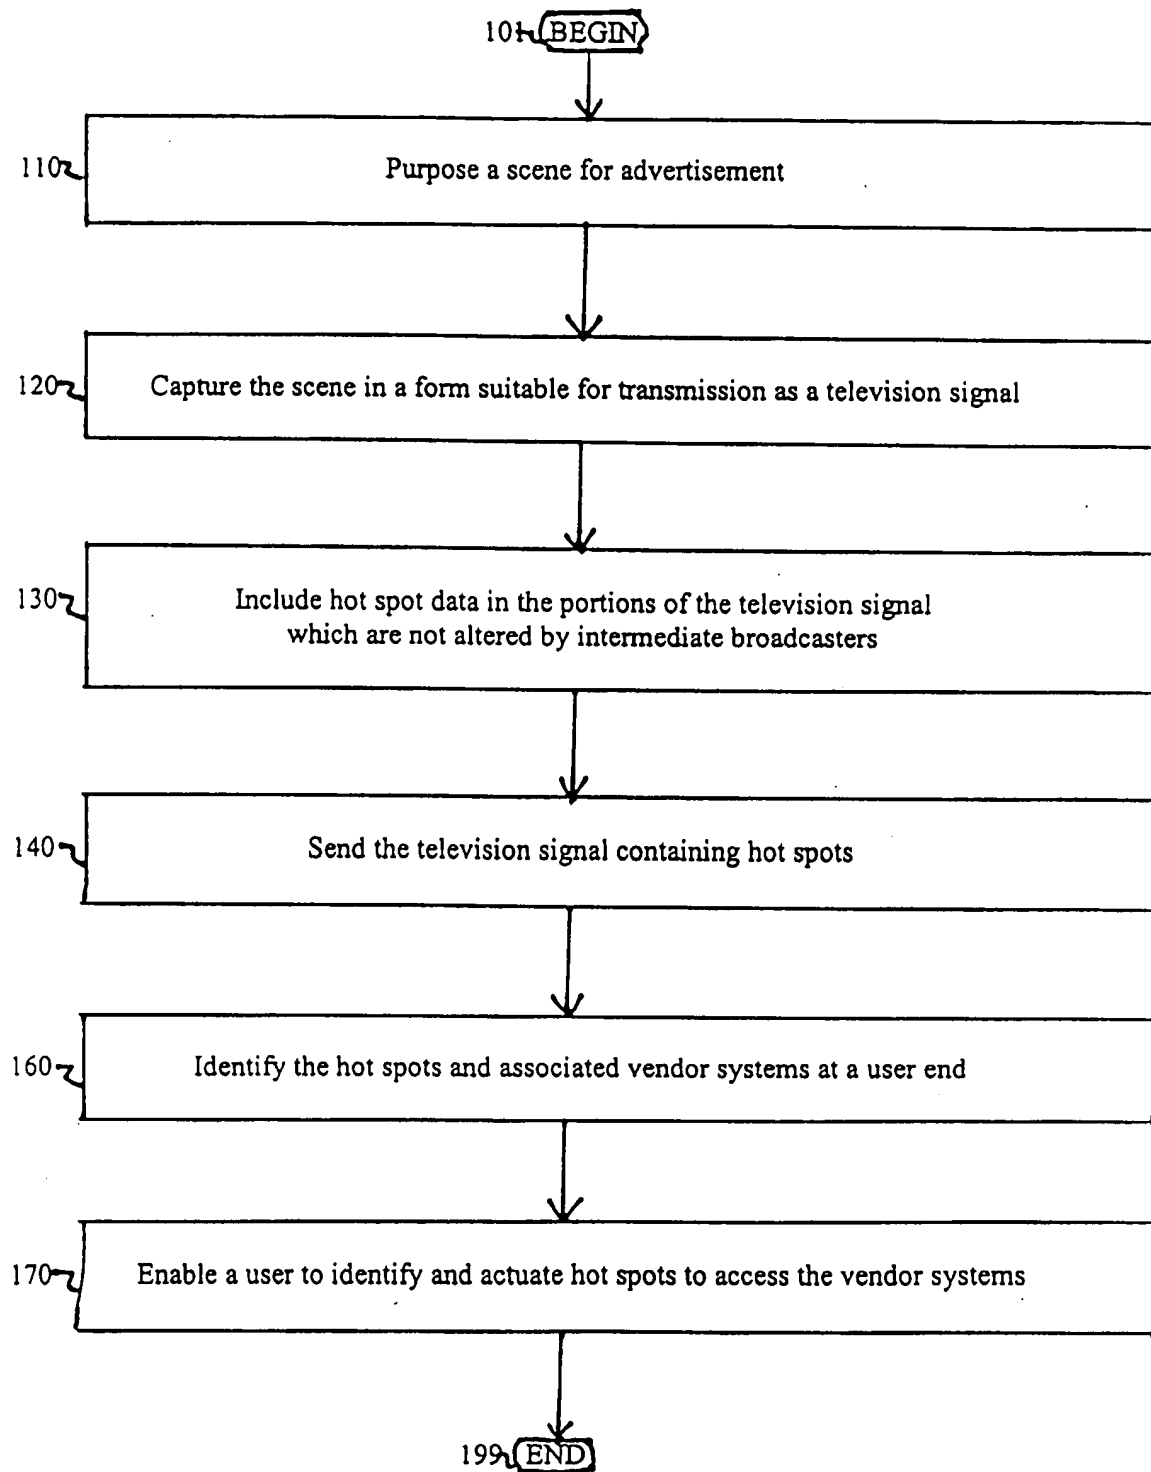 101 BEGIN
110 Purpose a scene for advertisement
120 Capture the scene in a form suitable for transmission as a television signal
130 Include hot spot data in the portions of the television signal
which are not altered by intermediate broadcasters
140 Send the television signal containing hot spots
160 Identify the hot spots and associated vendor systems at a user end
170 Enable a user to identify and actuate hot spots to access the vendor systems
199 END